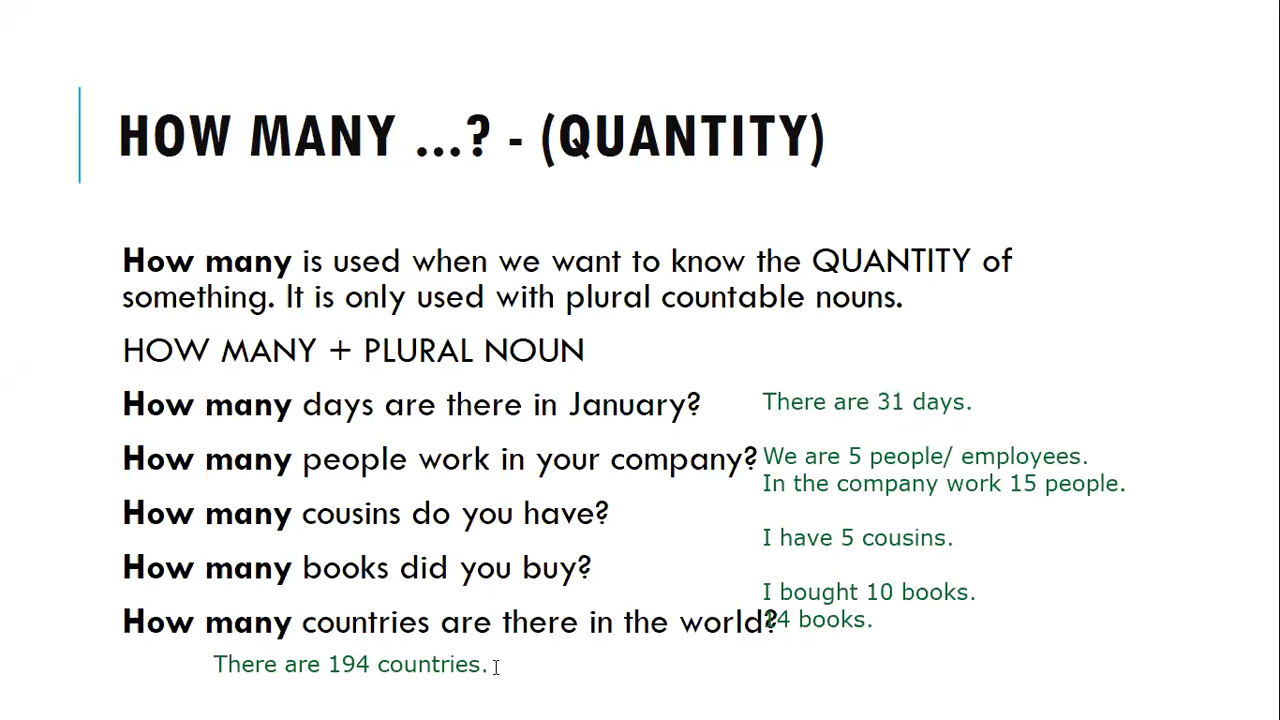 HOW MANY ...? - (QUANTITY)
How many is used when we want to know the QUANTITY of
something. It is only used with plural countable nouns.
HOW MANY + PLURAL NOUN
How many days are there in January?
There are 31 days.
How many people work in your company?
We are 5 people/ employees.
In the company work 15 people.
How many cousins do you have?
I have 5 cousins.
How many books did you buy?
I bought 10 books.
14 books.
How many countries are there in the world?
There are 194 countries.